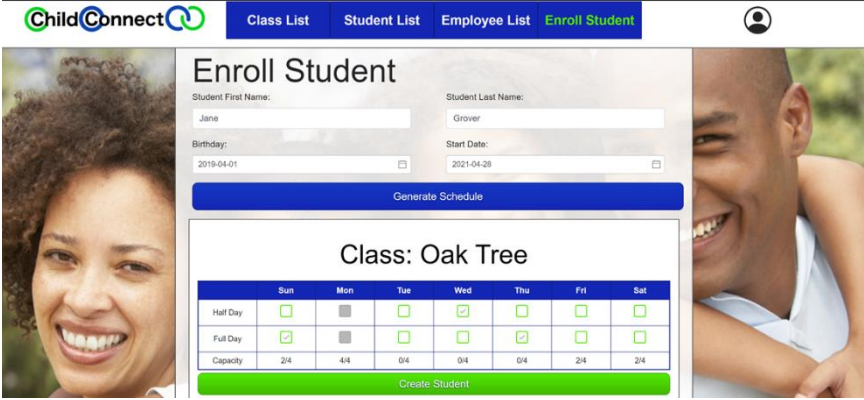 ChildConnect
Class List Student List Employee List Enroll Student
Enroll Student
Student First Name: Student Last Name:
Jane Grover
Birthday: Start Date:
2019-04-01 2021-04-28
Generate Schedule
Class: Oak Tree
Sun Mon Tue Wed Thu Fri Sat
Half Day
Full Day
Capacity 2/4 4/4 0/4 0/4 0/4 2/4 2/4
Create Student